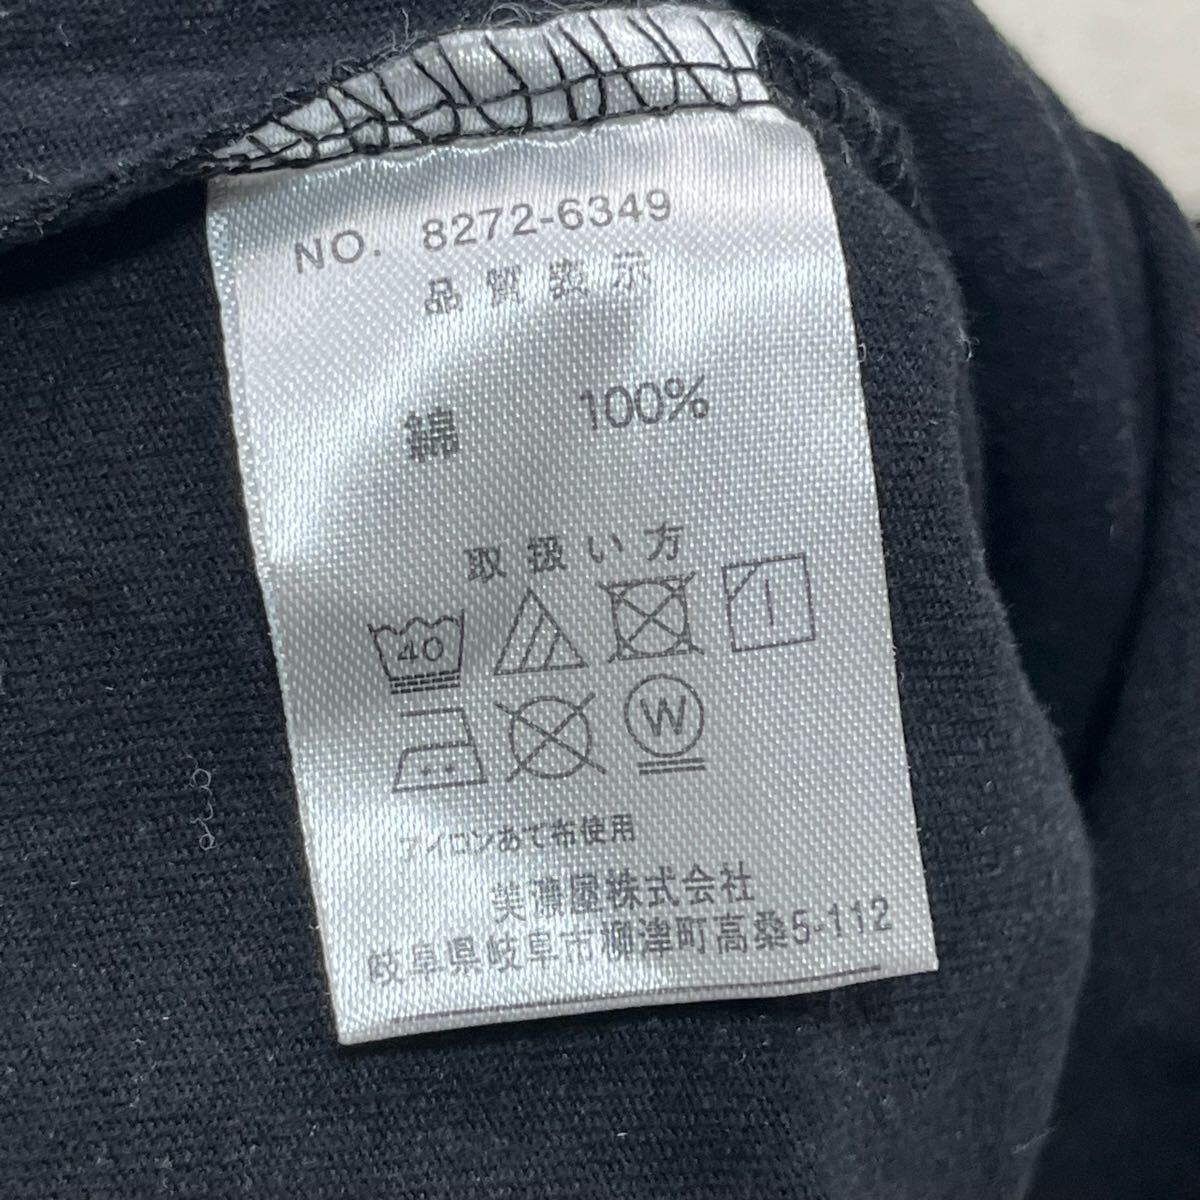 NO. 8272-6349
品質表示
綿 100%
取扱い方
40
W
アイロンあて布使用
美濃屋株式会社
岐阜県岐阜市柳津町高桑5-112